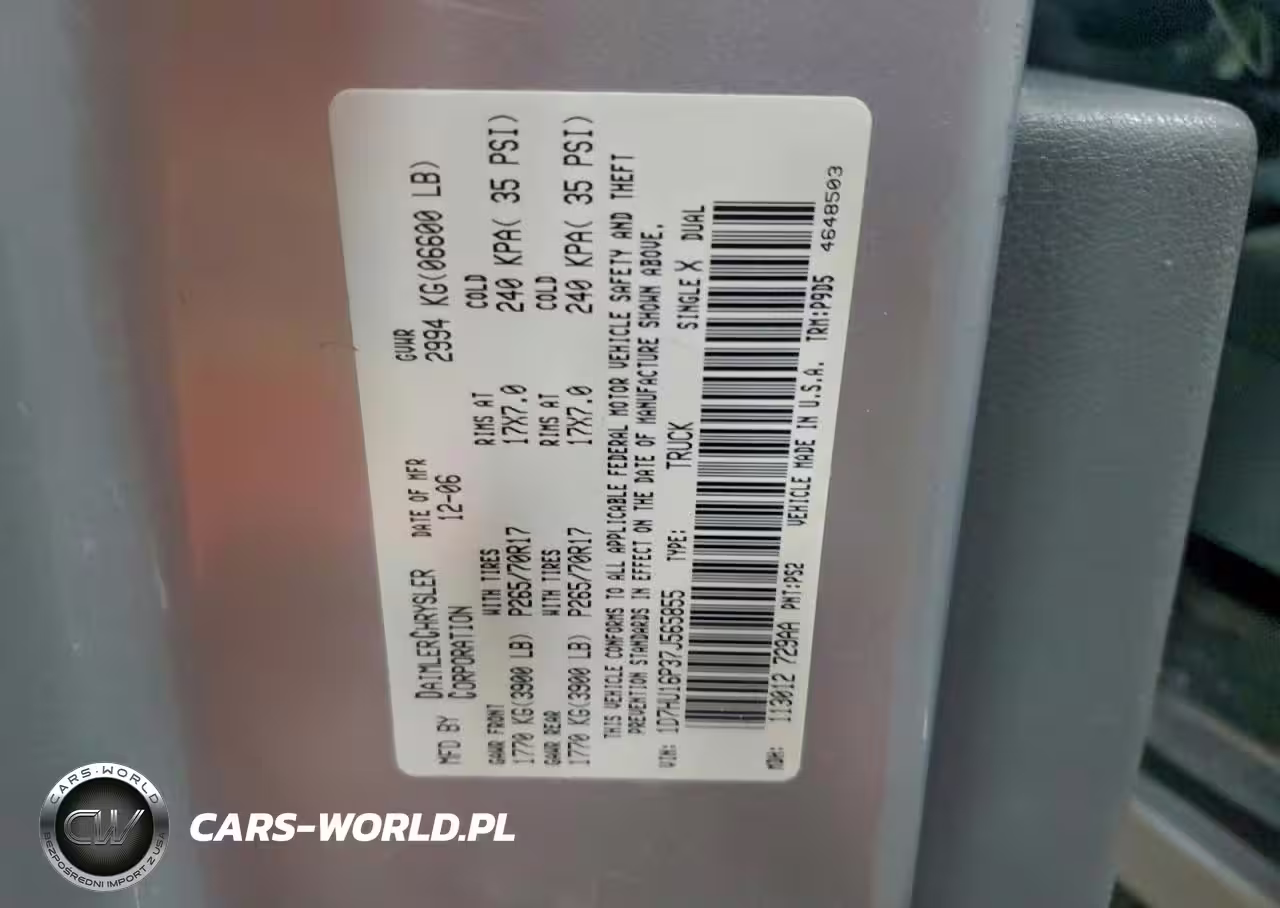 MFD BY DAIMLERCHRYSLER CORPORATION
DATE OF MFR 12-06
GVWR 2994 KG(06600 LB)
GAWR FRONT WITH TIRES RIMS AT COLD
1770 KG(3900 LB) P265/70R17 17X7.0 240 KPA( 35 PSI)
GAWR REAR WITH TIRES RIMS AT COLD
1770 KG(3900 LB) P265/70R17 17X7.0 240 KPA( 35 PSI)
THIS VEHICLE CONFORMS TO ALL APPLICABLE FEDERAL MOTOR VEHICLE SAFETY AND THEFT
PREVENTION STANDARDS IN EFFECT ON THE DATE OF MANUFACTURE SHOWN ABOVE.
VIN: 1D7HU16P37J565855 TYPE: TRUCK SINGLE X DUAL
MDH: 113012 729AA PNT:PS2 VEHICLE MADE IN U.S.A. TRM:P9D5 4648503
CARS-WORLD
CW
BEZPOŚREDNI IMPORT Z USA
CARS-WORLD.PL